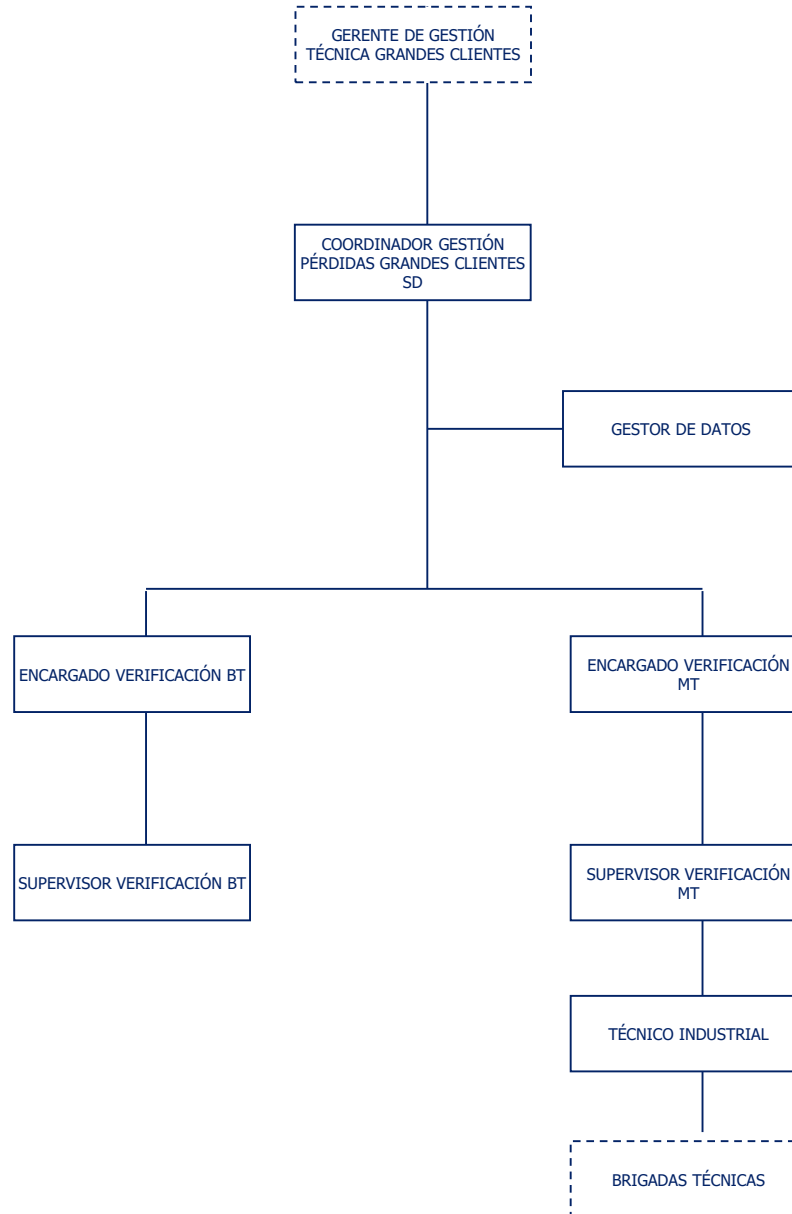 GERENTE DE GESTIÓN
TÉCNICA GRANDES CLIENTES
COORDINADOR GESTIÓN
PÉRDIDAS GRANDES CLIENTES
SD
GESTOR DE DATOS
ENCARGADO VERIFICACIÓN BT
ENCARGADO VERIFICACIÓN
MT
SUPERVISOR VERIFICACIÓN BT
SUPERVISOR VERIFICACIÓN
MT
TÉCNICO INDUSTRIAL
BRIGADAS TÉCNICAS